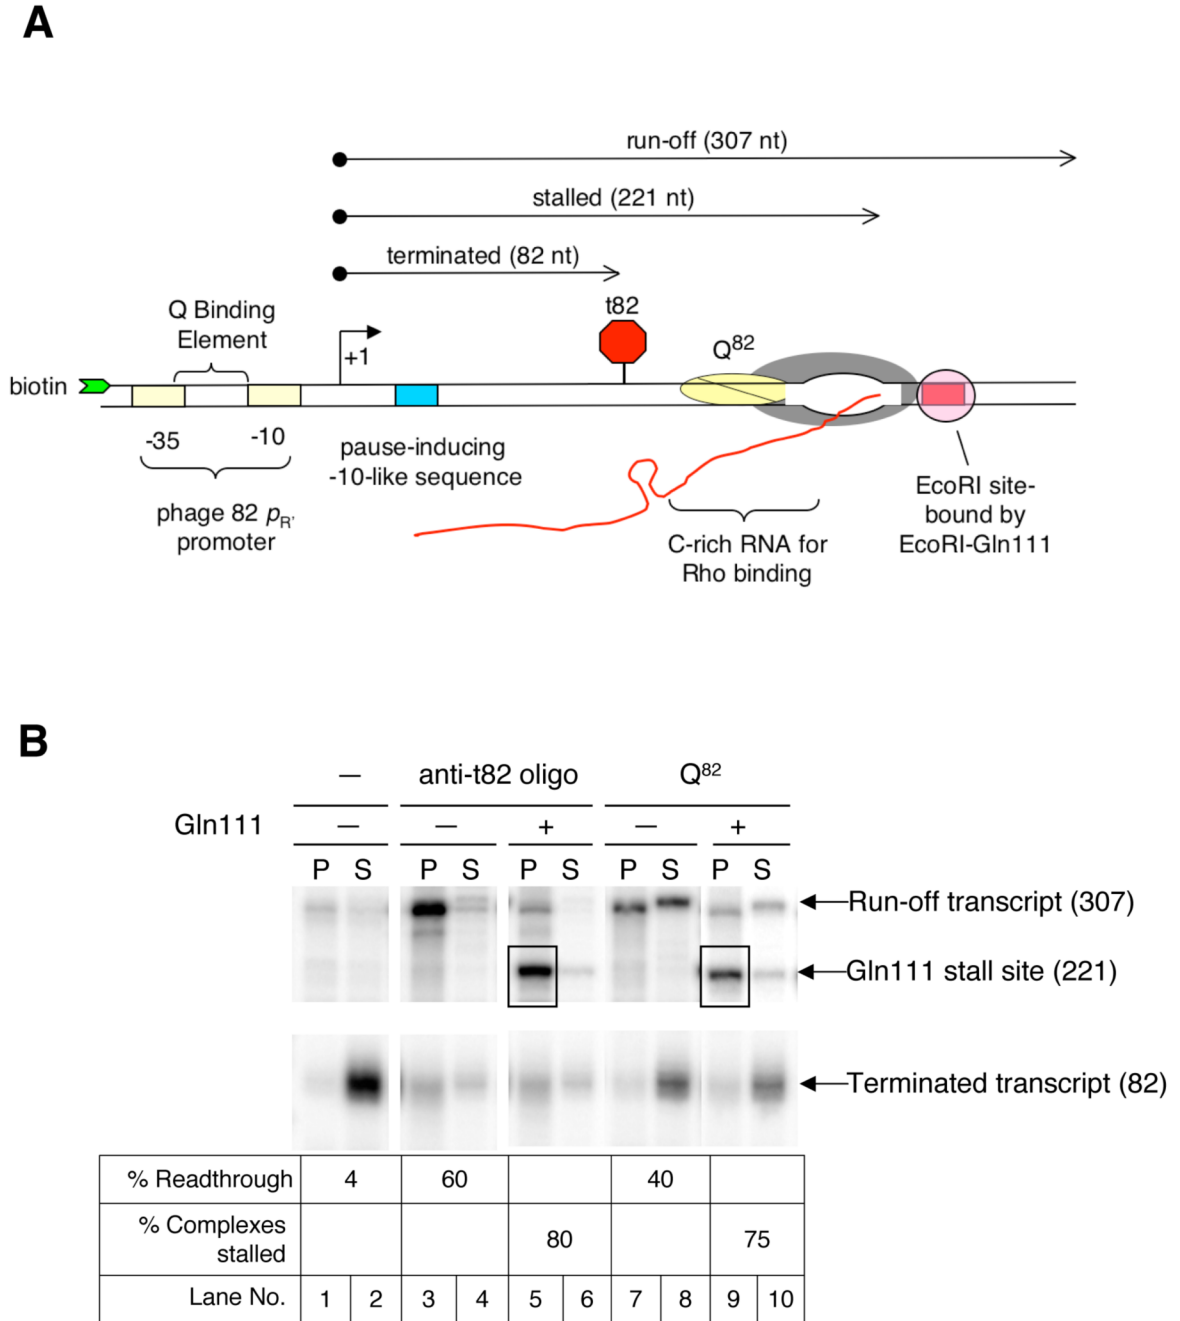 A
run-off (307 nt)
stalled (221 nt)
terminated (82 nt)
t82
Q Binding
Element
+1
Q82
biotin
-35
-10
pause-inducing
-10-like sequence
phage 82 pR'
promoter
C-rich RNA for
Rho binding
EcoRI site-
bound by
EcoRI-Gln111
B
— anti-t82 oligo Q82
Gln111 — — + — +
P S P S P S P S P S
Run-off transcript (307)
Gln111 stall site (221)
Terminated transcript (82)
% Readthrough 4 60 40
% Complexes
stalled 80 75
Lane No. 1 2 3 4 5 6 7 8 9 10